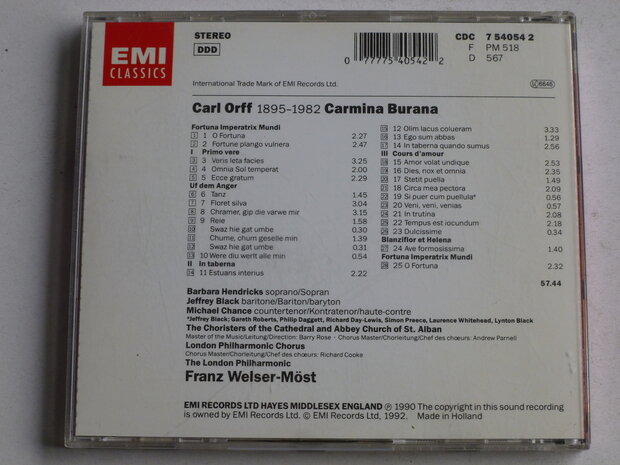 EMI
CLASSICS
STEREO
DDD
0 77775 40542 2
CDC 7 54054 2
F PM 518
D 567
International Trade Mark of EMI Records Ltd.
6646
Carl Orff 1895-1982 Carmina Burana
Fortuna Imperatrix Mundi
1 1 O Fortuna 2.27
2 2 Fortune plango vulnera 2.47
I Primo vere
3 3 Veris leta facies 3.25
4 4 Omnia Sol temperat 2.00
5 5 Ecce gratum 2.29
Uf dem Anger
6 6 Tanz 1.45
7 7 Floret silva 3.04
8 8 Chramer, gip die varwe mir 3.15
9 9 Reie 1.58
10 Swaz hie gat umbe 0.30
11 Chume, chum geselle min 1.39
12 Swaz hie gat umbe 0.31
13 10 Were diu werlt alle min 0.54
II In taberna
14 11 Estuans interius 2.22
15 12 Olim lacus colueram 3.33
16 13 Ego sum abbas 1.29
17 14 In taberna quando sumus 2.56
III Cours d'amour
18 15 Amor volat undique 2.53
19 16 Dies, nox et omnia 2.35
20 17 Stetit puella 1.49
21 18 Circa mea pectora 2.09
22 19 Si puer cum puellula* 0.56
23 20 Veni, veni, venias 0.57
24 21 In trutina 2.08
25 22 Tempus est iocundum 2.18
26 23 Dulcissime 0.34
Blanziflor et Helena
27 24 Ave formosissima 1.40
Fortuna Imperatrix Mundi
28 25 O Fortuna 2.32
57.44
Barbara Hendricks soprano/Sopran
Jeffrey Black baritone/Bariton/baryton
Michael Chance countertenor/Kontratenor/haute-contre
*Jeffrey Black; Gareth Roberts, Philip Daggett, Richard Day-Lewis, Simon Preece, Laurence Whitehead, Lynton Black
The Choristers of the Cathedral and Abbey Church of St. Alban
Master of the Music/Leitung/Direction: Barry Rose · Chorus Master/Chorleitung/Chef des chœurs: Andrew Parnell
London Philharmonic Chorus
Chorus Master/Chorleitung/Chef des chœurs: Richard Cooke
The London Philharmonic
Franz Welser-Möst
EMI RECORDS LTD HAYES MIDDLESEX ENGLAND ℗ 1990 The copyright in this sound recording
is owned by EMI Records Ltd. © EMI Records Ltd, 1992. Made in Holland